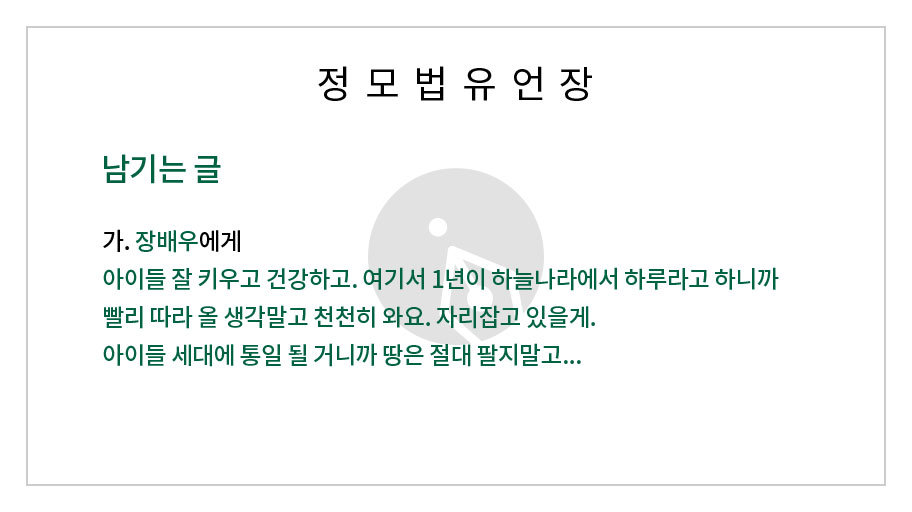 정모법유언장
남기는 글
가. 장배우에게
아이들 잘 키우고 건강하고. 여기서 1년이 하늘나라에서 하루라고 하니까
빨리 따라 올 생각말고 천천히 와요. 자리잡고 있을게.
아이들 세대에 통일 될 거니까 땅은 절대 팔지말고...